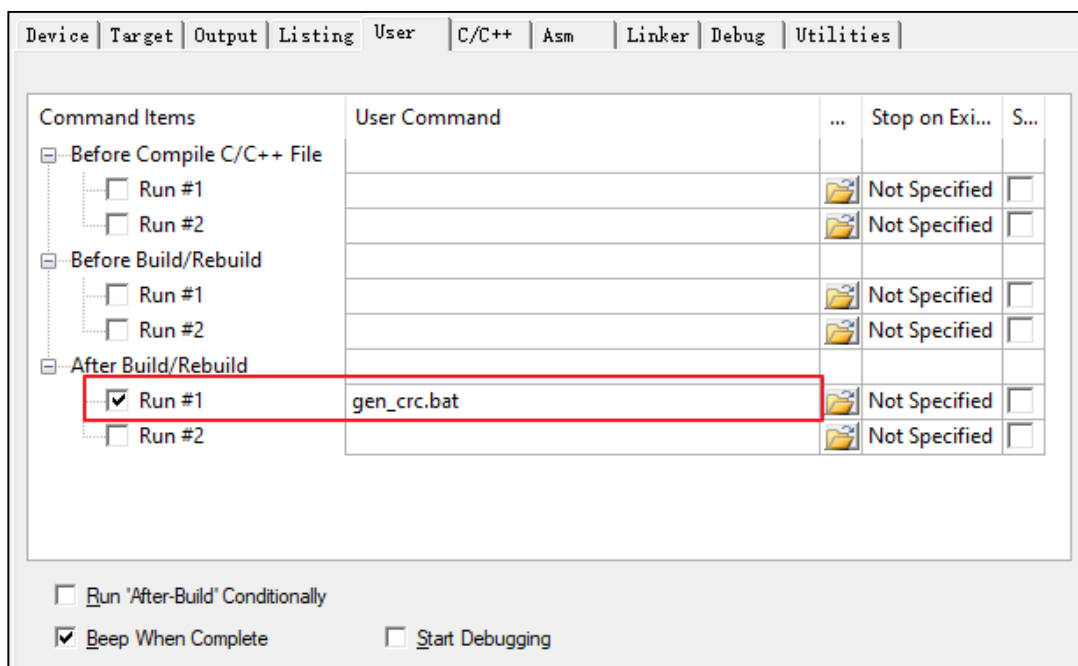 Device Target Output Listing User C/C++ Asm Linker Debug Utilities
Command Items User Command ... Stop on Exi... S...
Before Compile C/C++ File
Run #1 Not Specified
Run #2 Not Specified
Before Build/Rebuild
Run #1 Not Specified
Run #2 Not Specified
After Build/Rebuild
Run #1 gen_crc.bat Not Specified
Run #2 Not Specified
Run 'After-Build' Conditionally
Beep When Complete Start Debugging